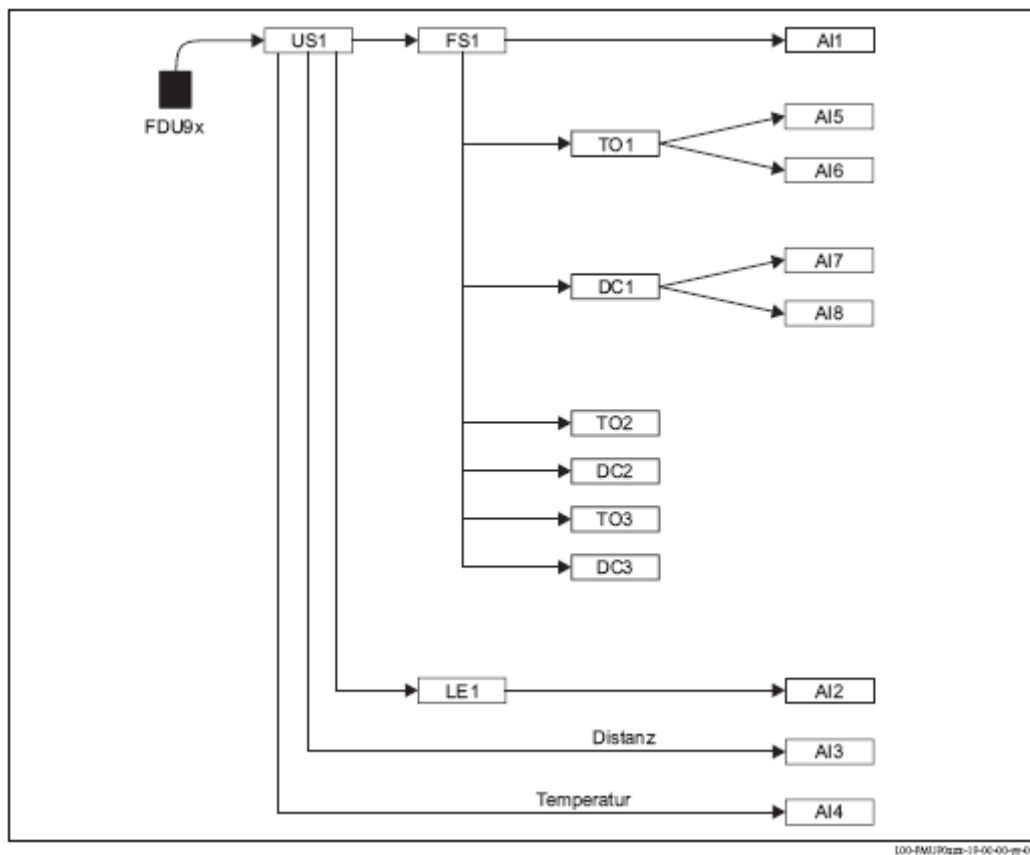 US1 FS1 AI1
FDU9x
AI5
TO1
AI6
AI7
DC1
AI8
TO2
DC2
TO3
DC3
LE1 AI2
Distanz AI3
Temperatur AI4